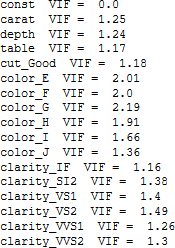 const VIF = 0.0
carat VIF = 1.25
depth VIF = 1.24
table VIF = 1.17
cut_Good VIF = 1.18
color_E VIF = 2.01
color_F VIF = 2.0
color_G VIF = 2.19
color_H VIF = 1.91
color_I VIF = 1.66
color_J VIF = 1.36
clarity_IF VIF = 1.16
clarity_SI2 VIF = 1.38
clarity_VS1 VIF = 1.4
clarity_VS2 VIF = 1.49
clarity_VVS1 VIF = 1.26
clarity_VVS2 VIF = 1.3